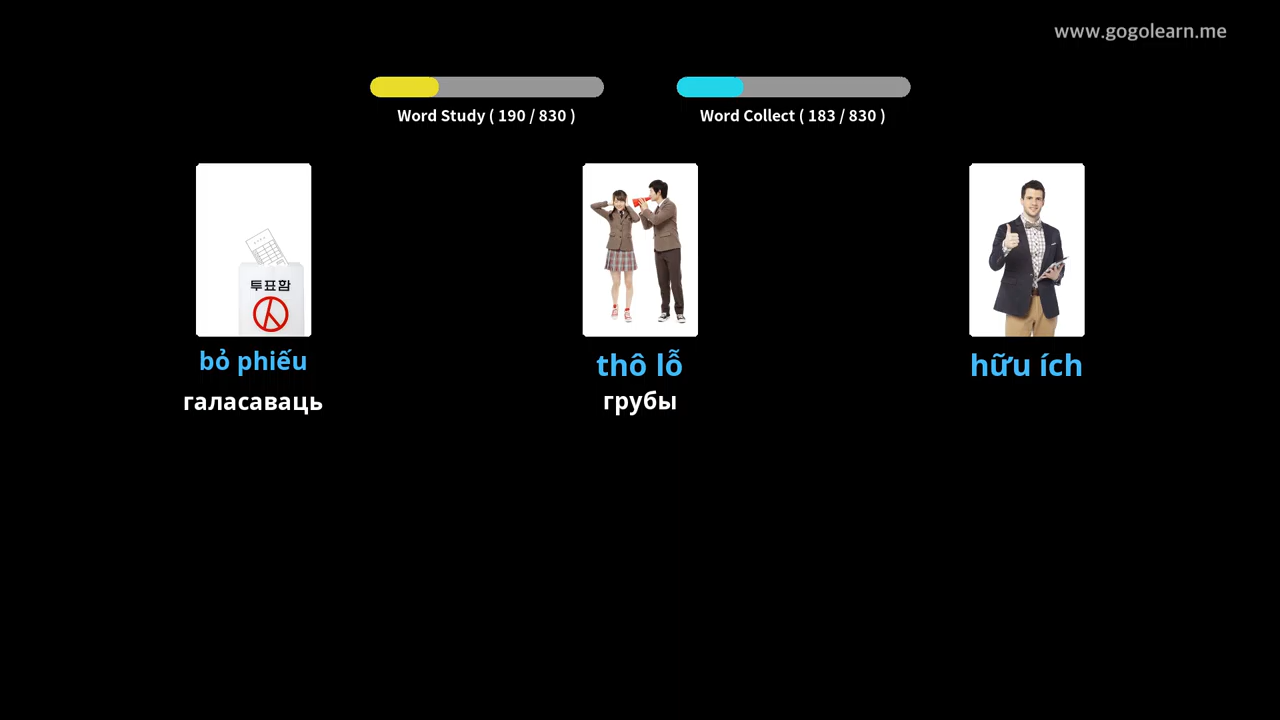 www.gogolearn.me
Word Study ( 190 / 830 )
Word Collect ( 183 / 830 )
투표함
bỏ phiếu
галасаваць
thô lỗ
грубы
hữu ích